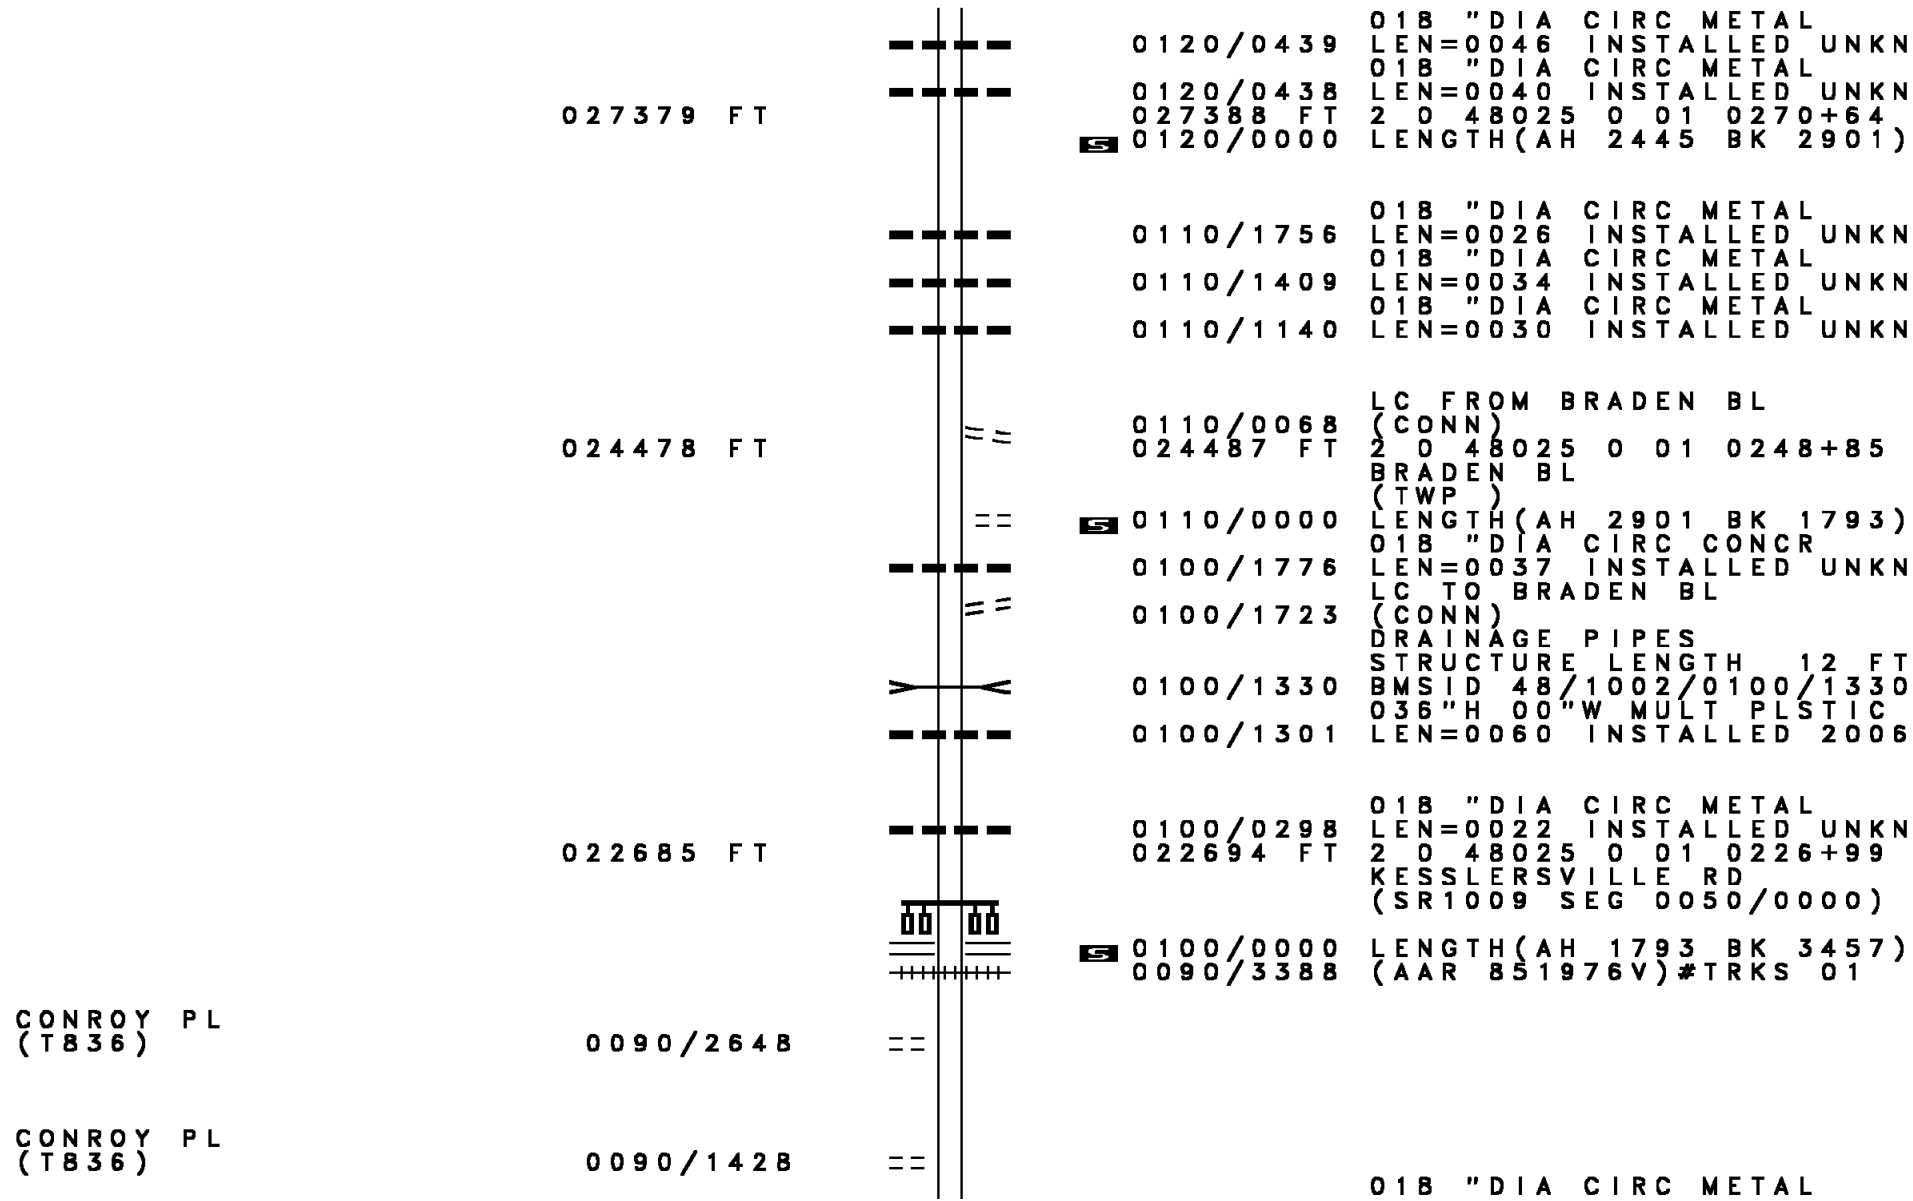 018 "DIA CIRC METAL
0120/0439 LEN=0046 INSTALLED UNKN
018 "DIA CIRC METAL
0120/0438 LEN=0040 INSTALLED UNKN
027379 FT 027388 FT 2 0 48025 0 01 0270+64
S 0120/0000 LENGTH(AH 2445 BK 2901)
018 "DIA CIRC METAL
0110/1756 LEN=0026 INSTALLED UNKN
018 "DIA CIRC METAL
0110/1409 LEN=0034 INSTALLED UNKN
018 "DIA CIRC METAL
0110/1140 LEN=0030 INSTALLED UNKN
LC FROM BRADEN BL
0110/0068 (CONN)
024478 FT 024487 FT 2 0 48025 0 01 0248+85
BRADEN BL
(TWP )
S 0110/0000 LENGTH(AH 2901 BK 1793)
018 "DIA CIRC CONCR
0100/1776 LEN=0037 INSTALLED UNKN
LC TO BRADEN BL
0100/1723 (CONN)
DRAINAGE PIPES
STRUCTURE LENGTH 12 FT
0100/1330 BMSID 48/1002/0100/1330
036"H 00"W MULT PLSTIC
0100/1301 LEN=0060 INSTALLED 2006
018 "DIA CIRC METAL
0100/0298 LEN=0022 INSTALLED UNKN
022685 FT 022694 FT 2 0 48025 0 01 0226+99
KESSLERSVILLE RD
(SR1009 SEG 0050/0000)
S 0100/0000 LENGTH(AH 1793 BK 3457)
0090/3388 (AAR 851976V)#TRKS 01
CONROY PL
(T836) 0090/2648
CONROY PL
(T836) 0090/1428
018 "DIA CIRC METAL